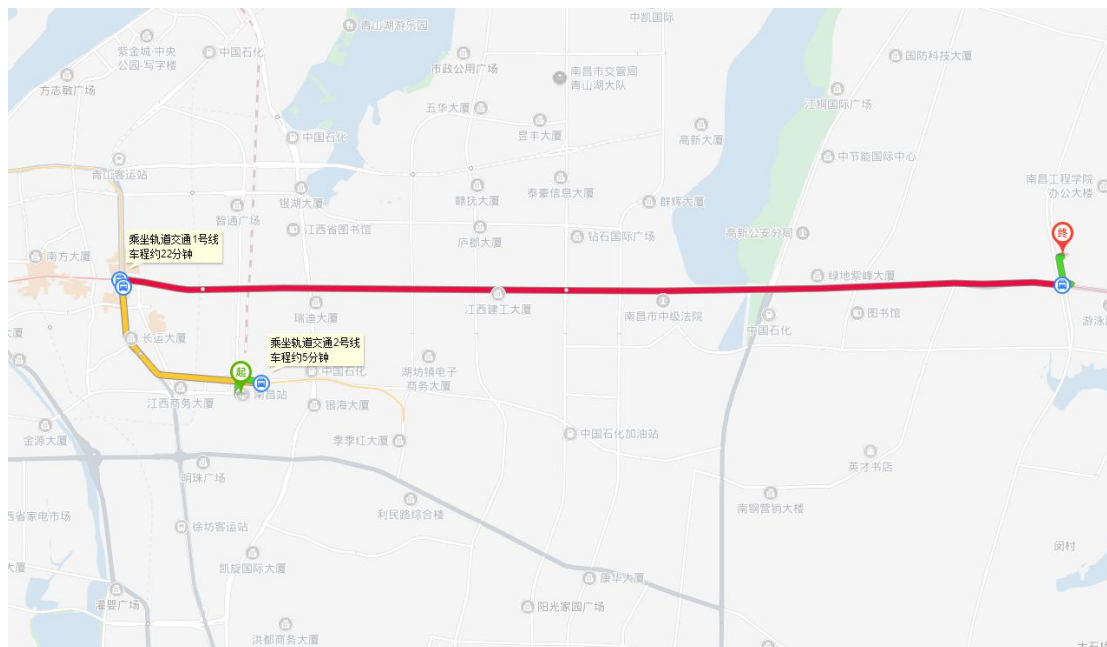 中凯国际
青山湖游乐园
紫金城·中央
公园·写字楼
中国石化
市政公用广场
南昌市交管局
青山湖大队
国防科技大厦
方志敏广场
五华大厦
江铜国际广场
昱丰大厦
中国石化
高新大厦
中节能国际中心
青山客运站
南昌工程学院
办公大楼
银湖大厦
赣抚大厦
泰豪信息大厦
群辉大厦
智通广场
江西省图书馆
庐郡大厦
钻石国际广场
高新公安分局
终
乘坐轨道交通1号线
车程约22分钟
南方大厦
绿地紫峰大厦
瑞迪大厦
江西建工大厦
南昌市中级法院
中国石化
图书馆
游泳
大厦
长运大厦
乘坐轨道交通2号线
车程约5分钟
起
中国石化
湖坊镇电子
商务大厦
江西商务大厦
南昌站
银海大厦
金源大厦
季季红大厦
中国石化加油站
明珠广场
英才书店
南钢营销大楼
西省家电市场
徐坊客运站
利民路综合楼
闵村
大厦
凯旋国际大厦
康华大厦
灌婴广场
阳光家园广场
洪都商务大厦